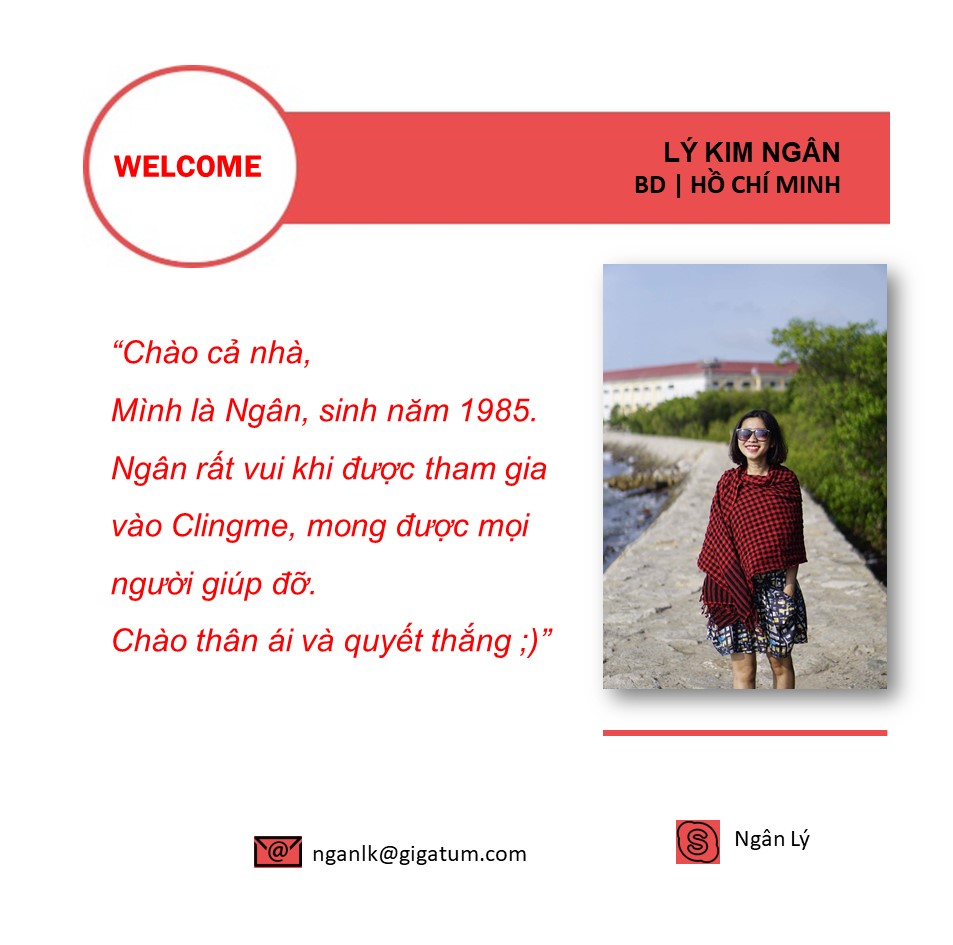 WELCOME
LÝ KIM NGÂN
BD | HỒ CHÍ MINH
“Chào cả nhà,
Mình là Ngân, sinh năm 1985.
Ngân rất vui khi được tham gia
vào Clingme, mong được mọi
người giúp đỡ.
Chào thân ái và quyết thắng ;)”
@ nganlk@gigatum.com
S Ngân Lý